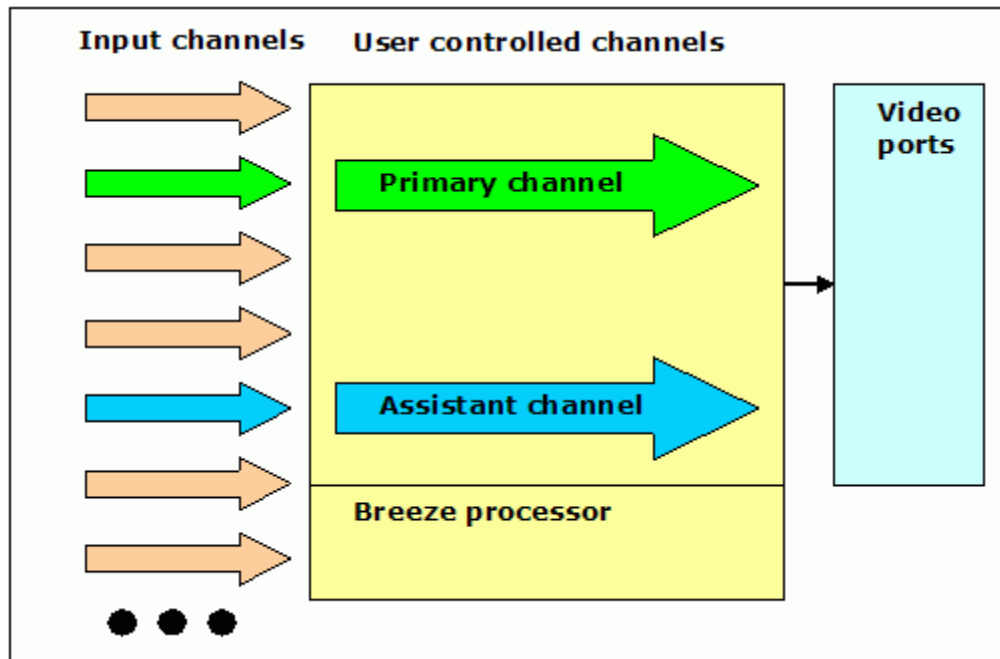 Input channels
User controlled channels
Video
ports
Primary channel
Assistant channel
Breeze processor